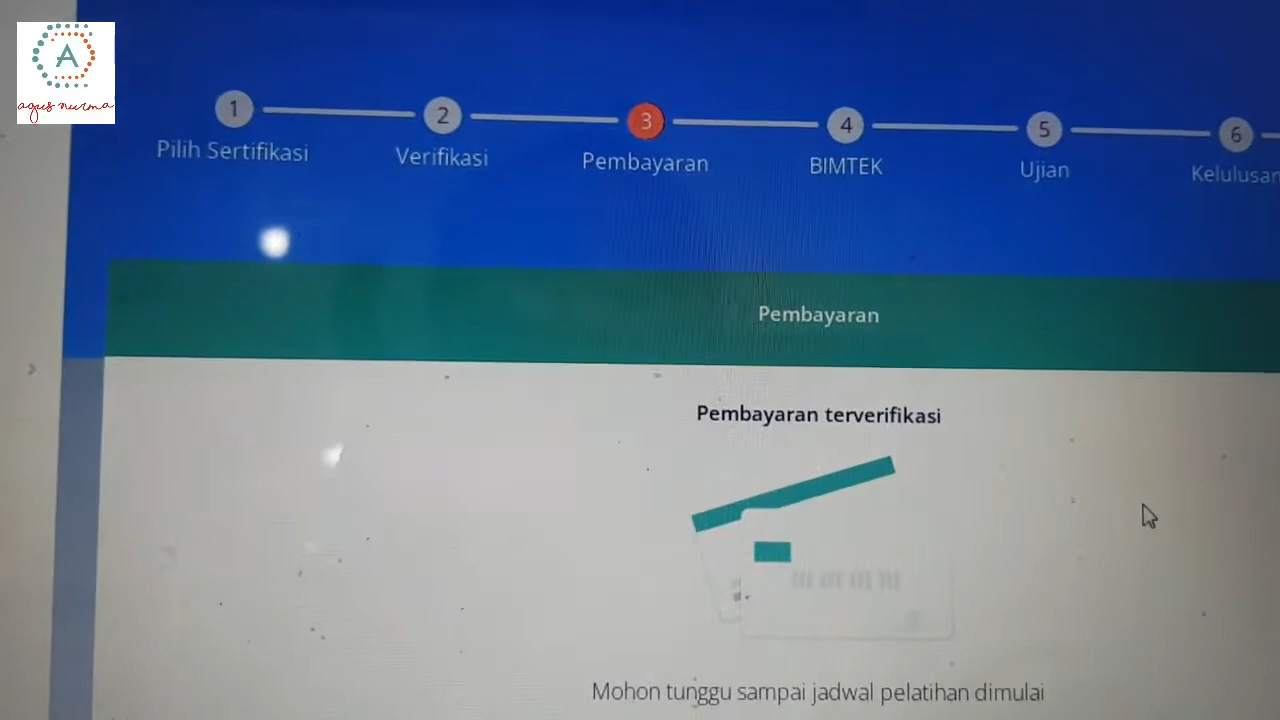 A
agus nurma
1 2 3 4 5 6
Pilih Sertifikasi Verifikasi Pembayaran BIMTEK Ujian Kelulusan
Pembayaran
Pembayaran terverifikasi
Mohon tunggu sampai jadwal pelatihan dimulai